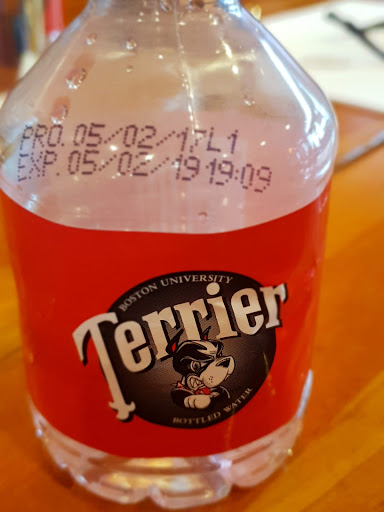 PRO. 05/02/17L1
EXP. 05/02/19 19:09
BOSTON UNIVERSITY
Terrier
BOTTLED WATER